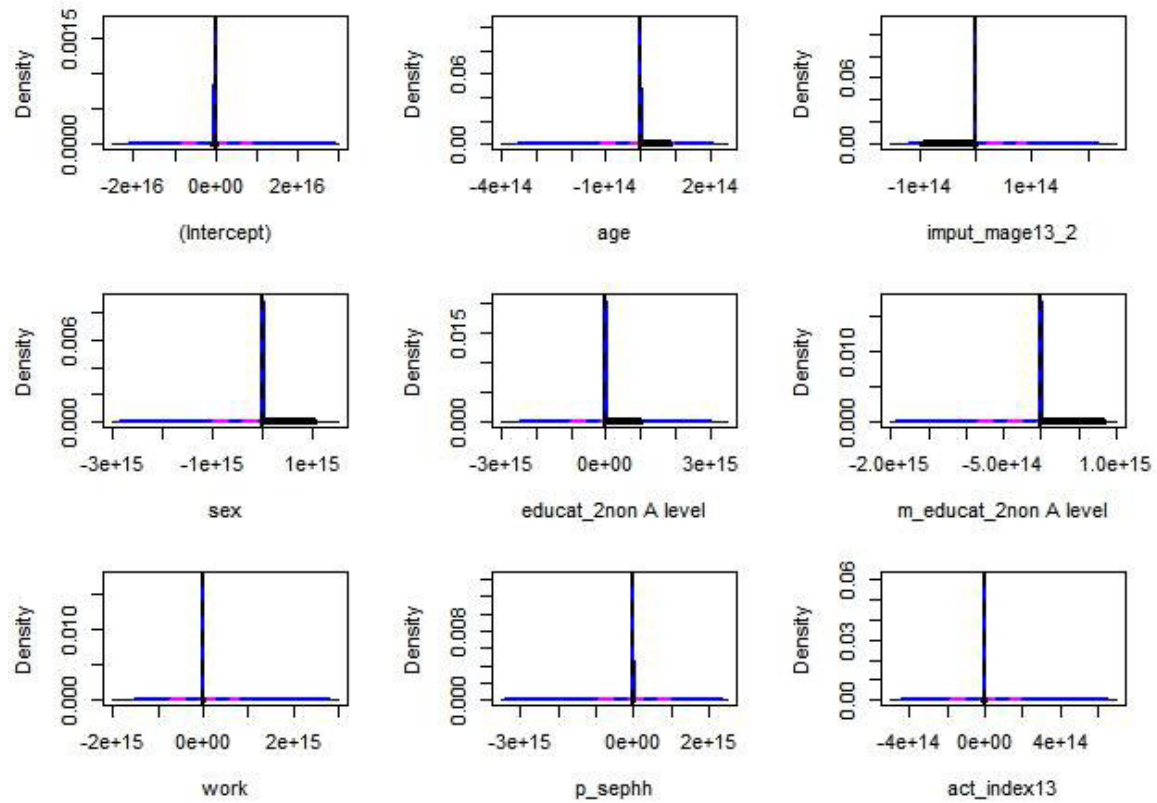 Density
0.0015
0.0000
-2e+16 0e+00 2e+16
(Intercept)
Density
0.06
0.00
-4e+14 -1e+14 2e+14
age
Density
0.06
0.00
-1e+14 1e+14
imput_mage13_2
Density
0.006
0.000
-3e+15 -1e+15 1e+15
sex
Density
0.015
0.000
-3e+15 0e+00 3e+15
educat_2non A level
Density
0.010
0.000
-2.0e+15 -5.0e+14 1.0e+15
m_educat_2non A level
Density
0.010
0.000
-2e+15 0e+00 2e+15
work
Density
0.008
0.000
-3e+15 0e+00 2e+15
p_sephh
Density
0.06
0.03
0.00
-4e+14 0e+00 4e+14
act_index13